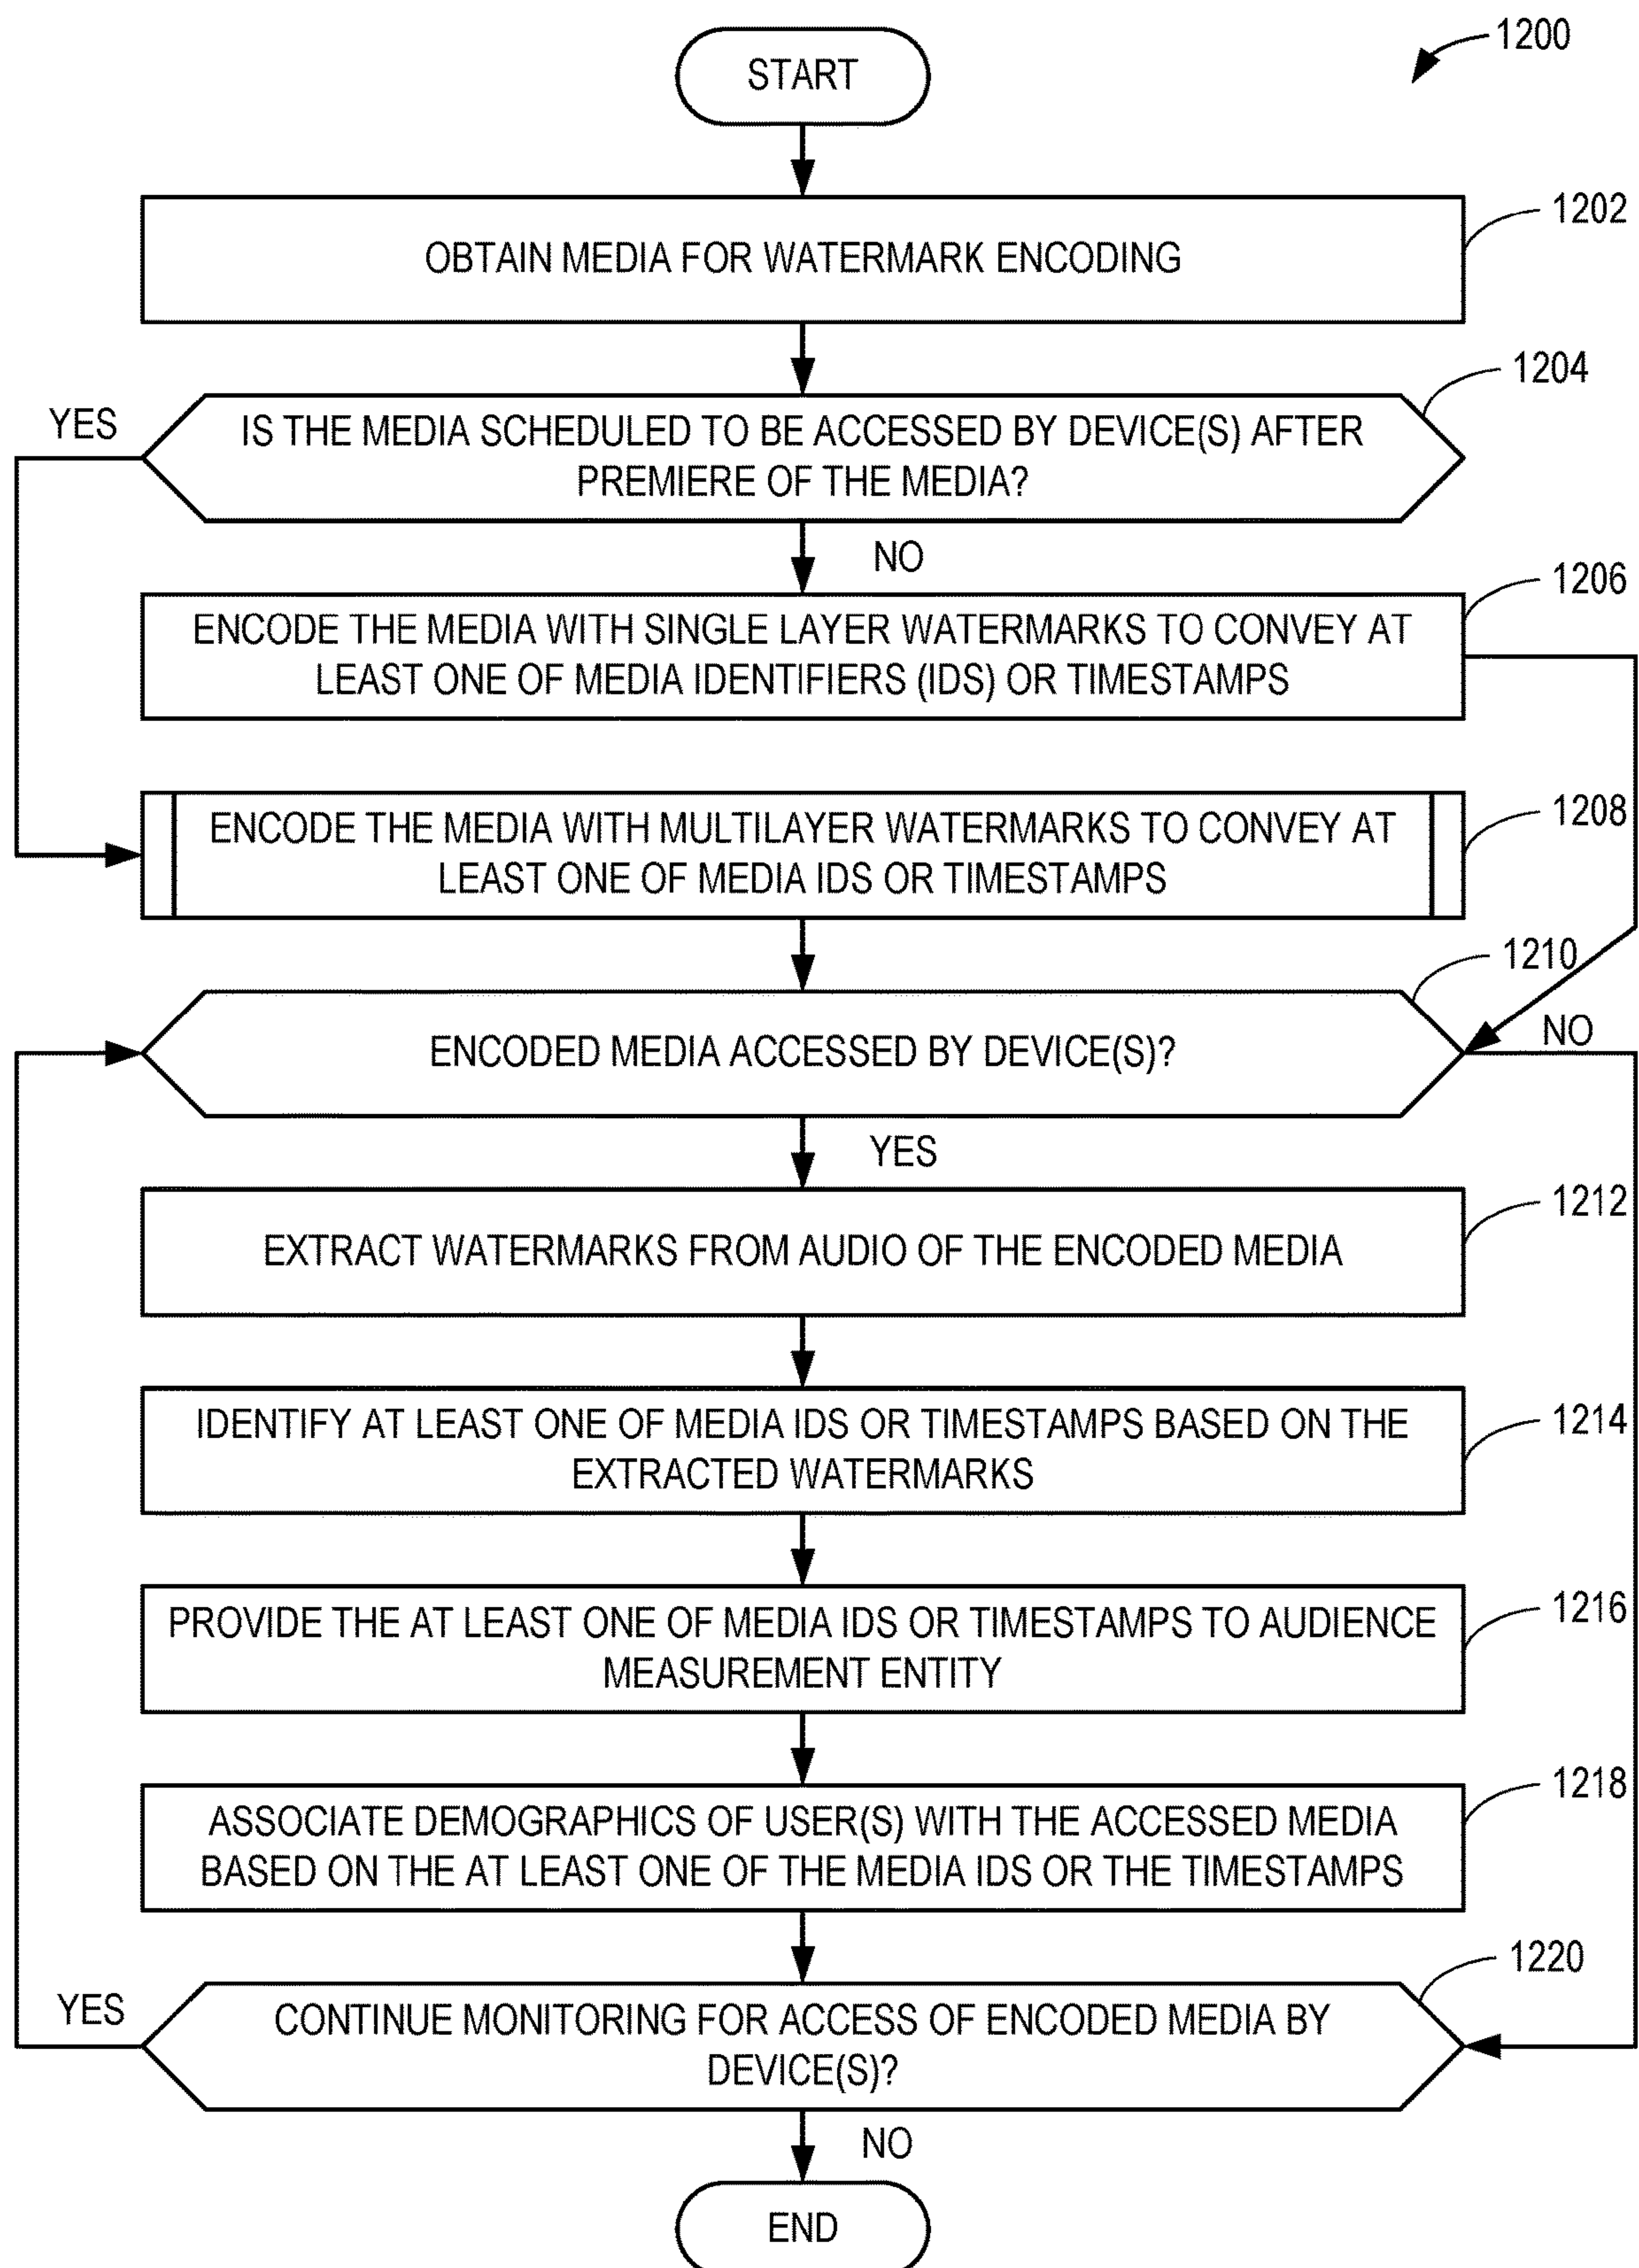 START
1200
OBTAIN MEDIA FOR WATERMARK ENCODING
1202
1204
YES
IS THE MEDIA SCHEDULED TO BE ACCESSED BY DEVICE(S) AFTER
PREMIERE OF THE MEDIA?
NO
1206
ENCODE THE MEDIA WITH SINGLE LAYER WATERMARKS TO CONVEY AT
LEAST ONE OF MEDIA IDENTIFIERS (IDS) OR TIMESTAMPS
1208
ENCODE THE MEDIA WITH MULTILAYER WATERMARKS TO CONVEY AT
LEAST ONE OF MEDIA IDS OR TIMESTAMPS
1210
ENCODED MEDIA ACCESSED BY DEVICE(S)?
NO
YES
1212
EXTRACT WATERMARKS FROM AUDIO OF THE ENCODED MEDIA
1214
IDENTIFY AT LEAST ONE OF MEDIA IDS OR TIMESTAMPS BASED ON THE
EXTRACTED WATERMARKS
1216
PROVIDE THE AT LEAST ONE OF MEDIA IDS OR TIMESTAMPS TO AUDIENCE
MEASUREMENT ENTITY
1218
ASSOCIATE DEMOGRAPHICS OF USER(S) WITH THE ACCESSED MEDIA
BASED ON THE AT LEAST ONE OF THE MEDIA IDS OR THE TIMESTAMPS
1220
YES
CONTINUE MONITORING FOR ACCESS OF ENCODED MEDIA BY
DEVICE(S)?
NO
END